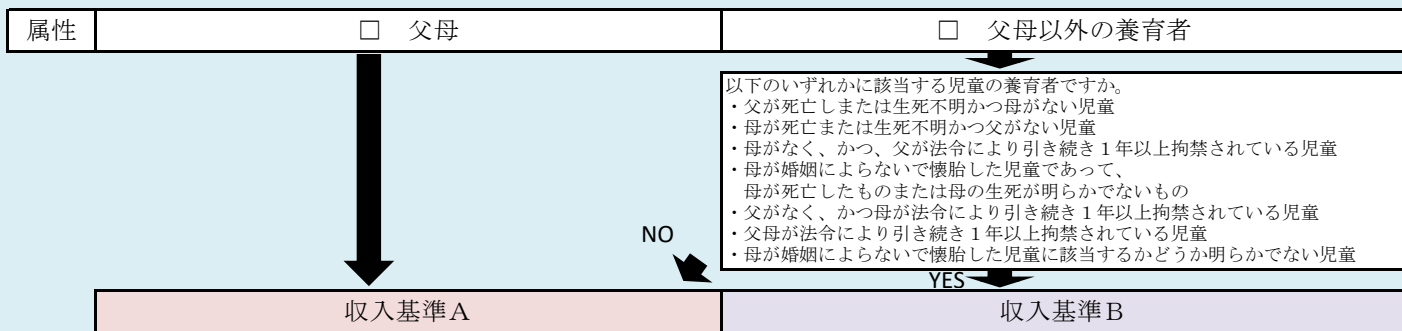 属性
□ 父母
□ 父母以外の養育者
以下のいずれかに該当する児童の養育者ですか。
・父が死亡しまたは生死不明かつ母がない児童
・母が死亡または生死不明かつ父がない児童
・母がなく、かつ、父が法令により引き続き１年以上拘禁されている児童
・母が婚姻によらないで懐胎した児童であって、
母が死亡したものまたは母の生死が明らかでないもの
・父がなく、かつ母が法令により引き続き１年以上拘禁されている児童
・父母が法令により引き続き１年以上拘禁されている児童
・母が婚姻によらないで懐胎した児童に該当するかどうか明らかでない児童
NO
YES
収入基準Ａ
収入基準Ｂ